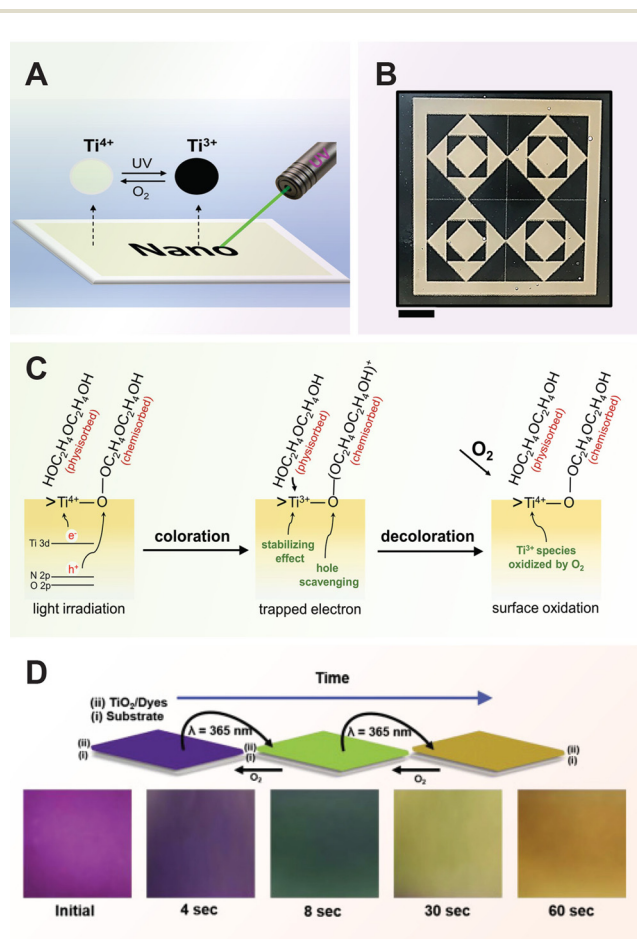 A
Ti⁴⁺
Ti³⁺
UV
O₂
UV
Nano
B
C
HOC₂H₄OC₂H₄OH
(physisorbed)
OC₂H₄OC₂H₄OH
(chemisorbed)
>Ti⁴⁺—O
e⁻
Ti 3d
h⁺
N 2p
O 2p
light irradiation
coloration
HOC₂H₄OC₂H₄OH
(physisorbed)
(OC₂H₄OC₂H₄OH)⁺
(chemisorbed)
>Ti³⁺—O
stabilizing
effect
hole
scavenging
trapped electron
decoloration
O₂
HOC₂H₄OC₂H₄OH
(physisorbed)
OC₂H₄OC₂H₄OH
(chemisorbed)
>Ti⁴⁺—O
Ti³⁺ species
oxidized by O₂
surface oxidation
D
Time
(ii) TiO₂/Dyes
(i) Substrate
λ = 365 nm
λ = 365 nm
(ii)
(i)
(ii)
(i)
(ii)
(i)
O₂
O₂
Initial
4 sec
8 sec
30 sec
60 sec